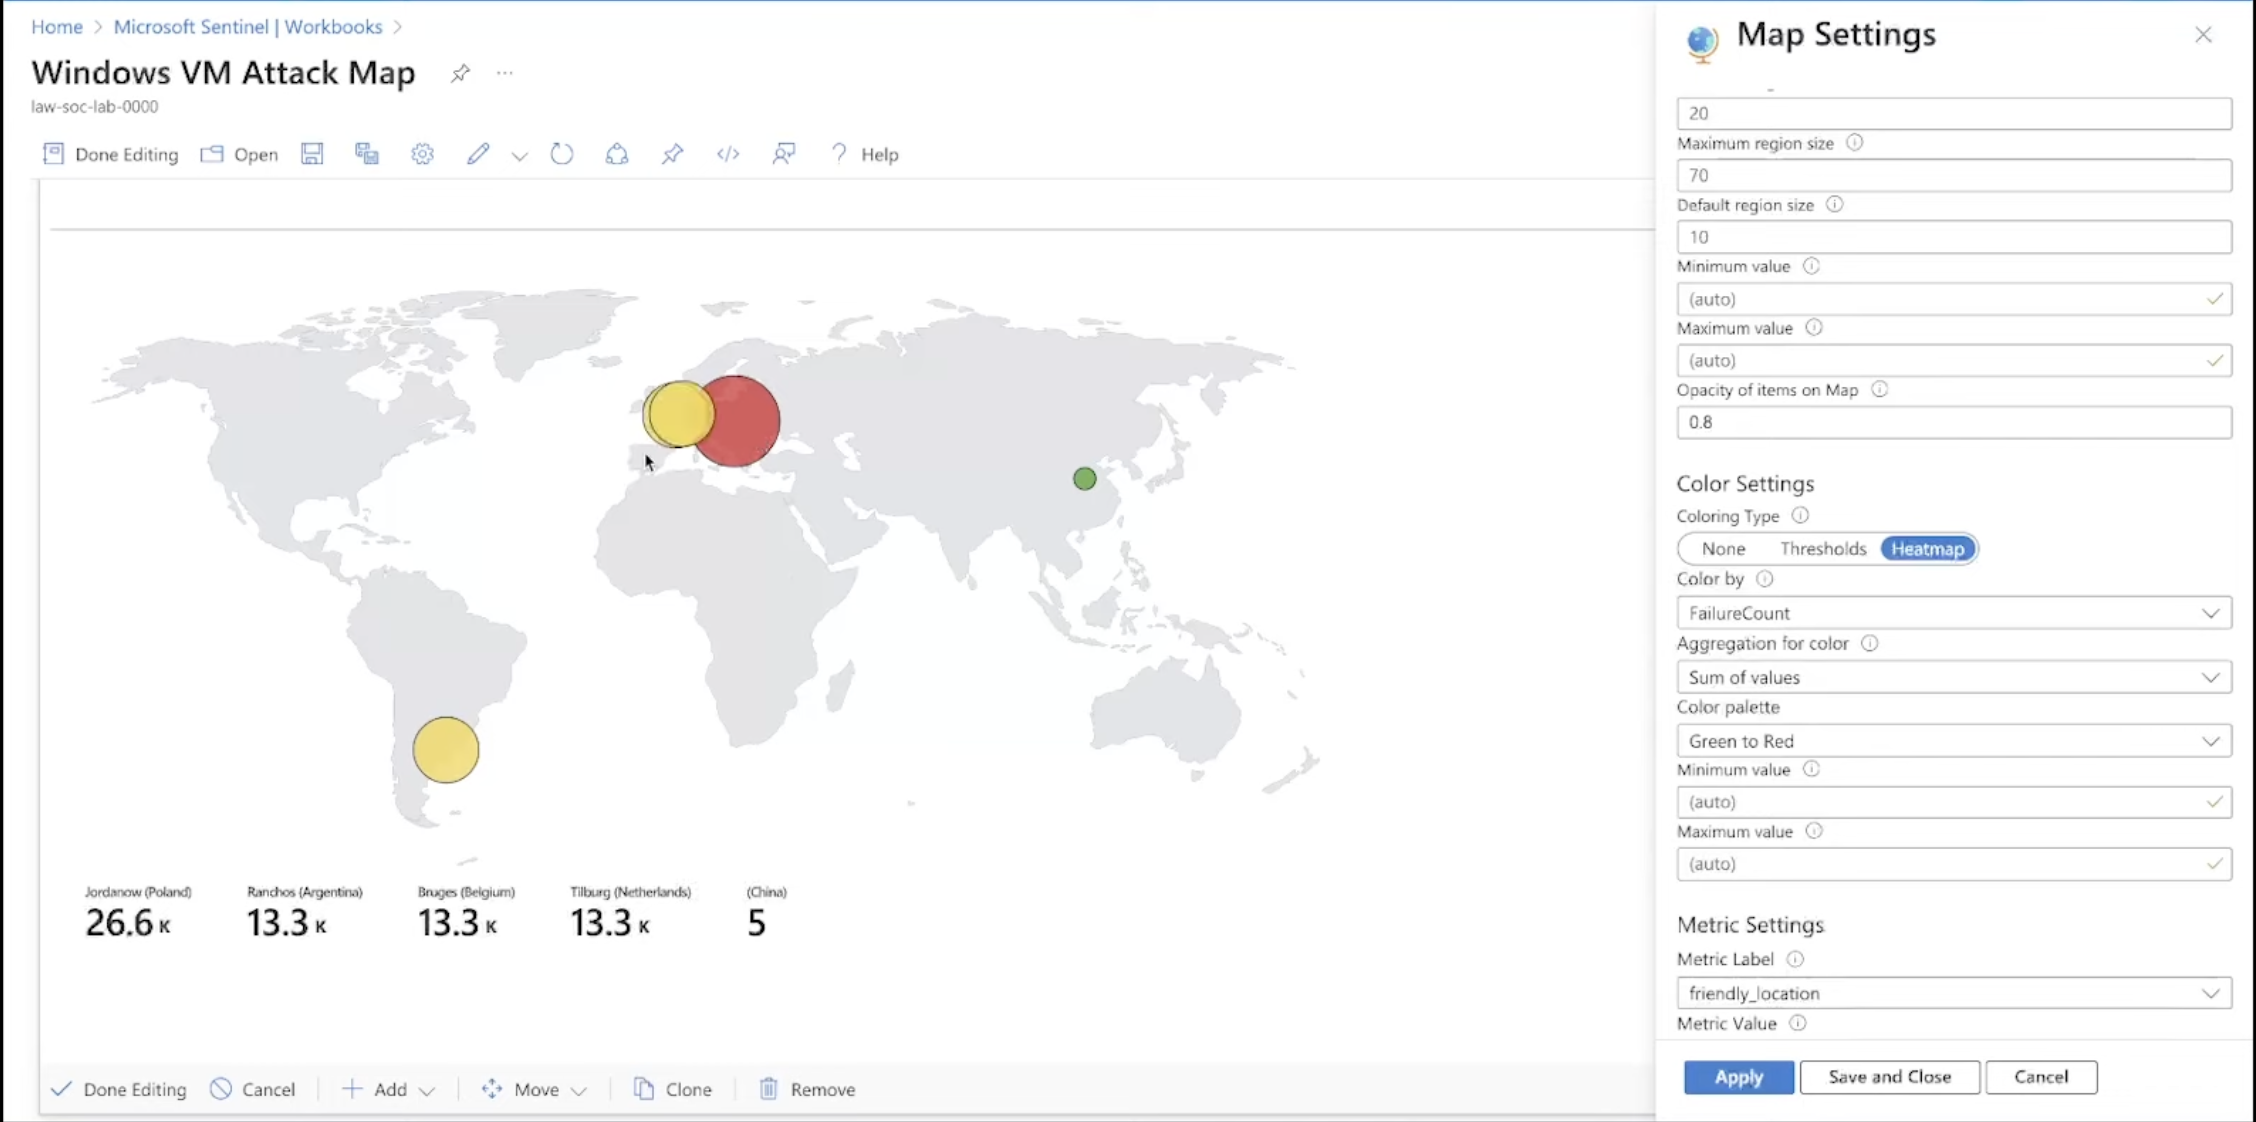 Home > Microsoft Sentinel | Workbooks >
Windows VM Attack Map ...
law-soc-lab-0000
Done Editing Open </> ? Help
Jordanow (Poland) Ranchos (Argentina) Bruges (Belgium) Tilburg (Netherlands) (China)
26.6 K 13.3 K 13.3 K 13.3 K 5
Done Editing Cancel Add Move Clone Remove
Map Settings
20
Maximum region size
70
Default region size
10
Minimum value
(auto)
Maximum value
(auto)
Opacity of items on Map
0.8
Color Settings
Coloring Type
None Thresholds Heatmap
Color by
FailureCount
Aggregation for color
Sum of values
Color palette
Green to Red
Minimum value
(auto)
Maximum value
(auto)
Metric Settings
Metric Label
friendly_location
Metric Value
Apply Save and Close Cancel